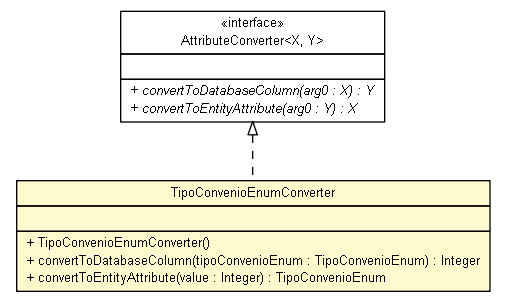 «interface»
AttributeConverter<X, Y>
+ convertToDatabaseColumn(arg0 : X) : Y
+ convertToEntityAttribute(arg0 : Y) : X
TipoConvenioEnumConverter
+ TipoConvenioEnumConverter()
+ convertToDatabaseColumn(tipoConvenioEnum : TipoConvenioEnum) : Integer
+ convertToEntityAttribute(value : Integer) : TipoConvenioEnum